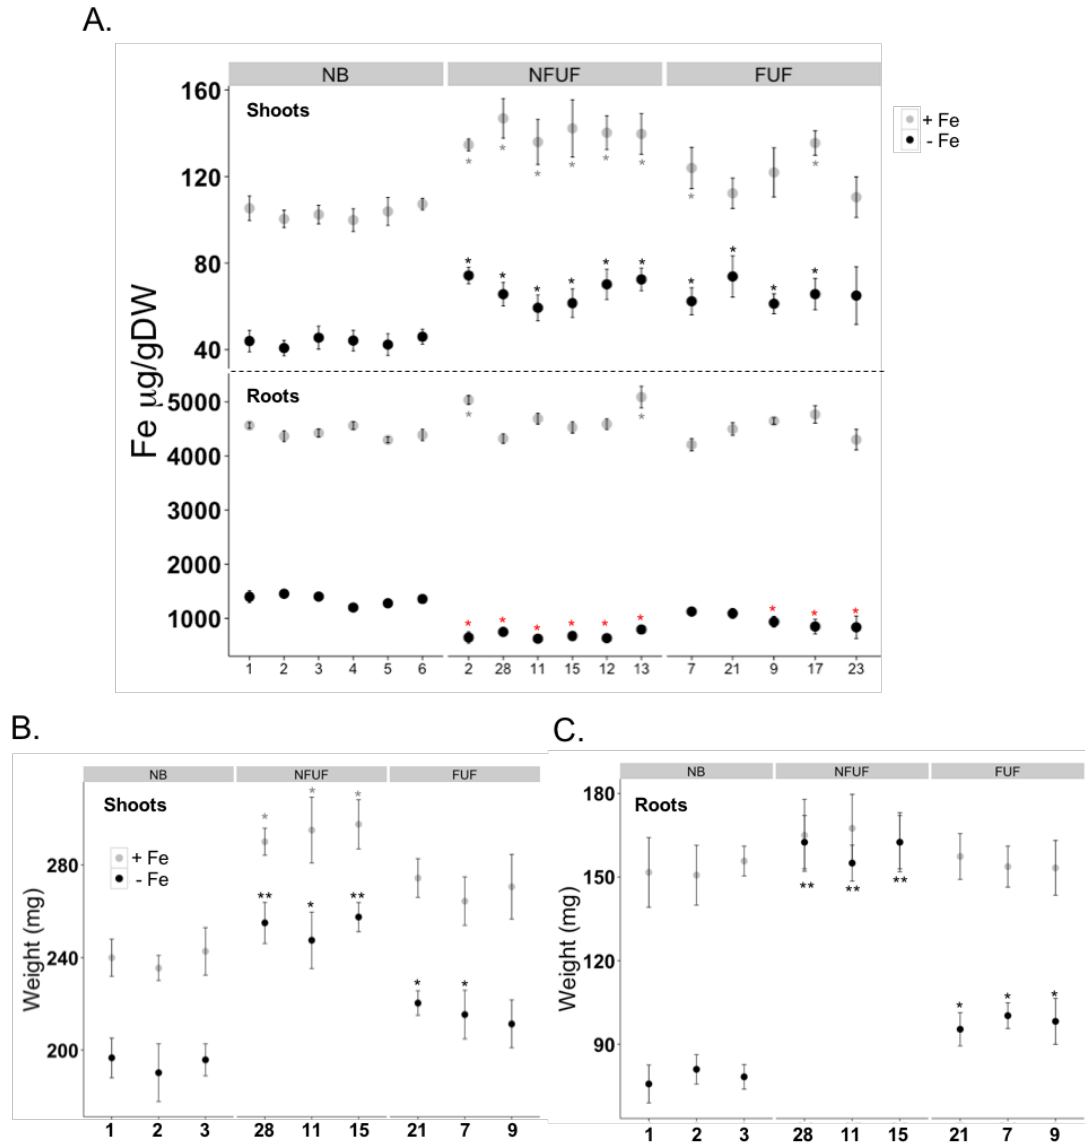 A.
NB NFUF FUF
160
Shoots
+ Fe
- Fe
120
80
40
Fe µg/gDW
Roots
5000
4000
3000
2000
1000
* * * * * *
* *
* * * * * *
* * * *
* *
* * * * * *
* * *
1 2 3 4 5 6 2 28 11 15 12 13 7 21 9 17 23
B.
NB NFUF FUF
Shoots
+ Fe
- Fe
280
240
200
Weight (mg)
* * *
** * **
* *
1 2 3 28 11 15 21 7 9
C.
NB NFUF FUF
180
Roots
150
120
90
Weight (mg)
** ** **
* * *
1 2 3 28 11 15 21 7 9